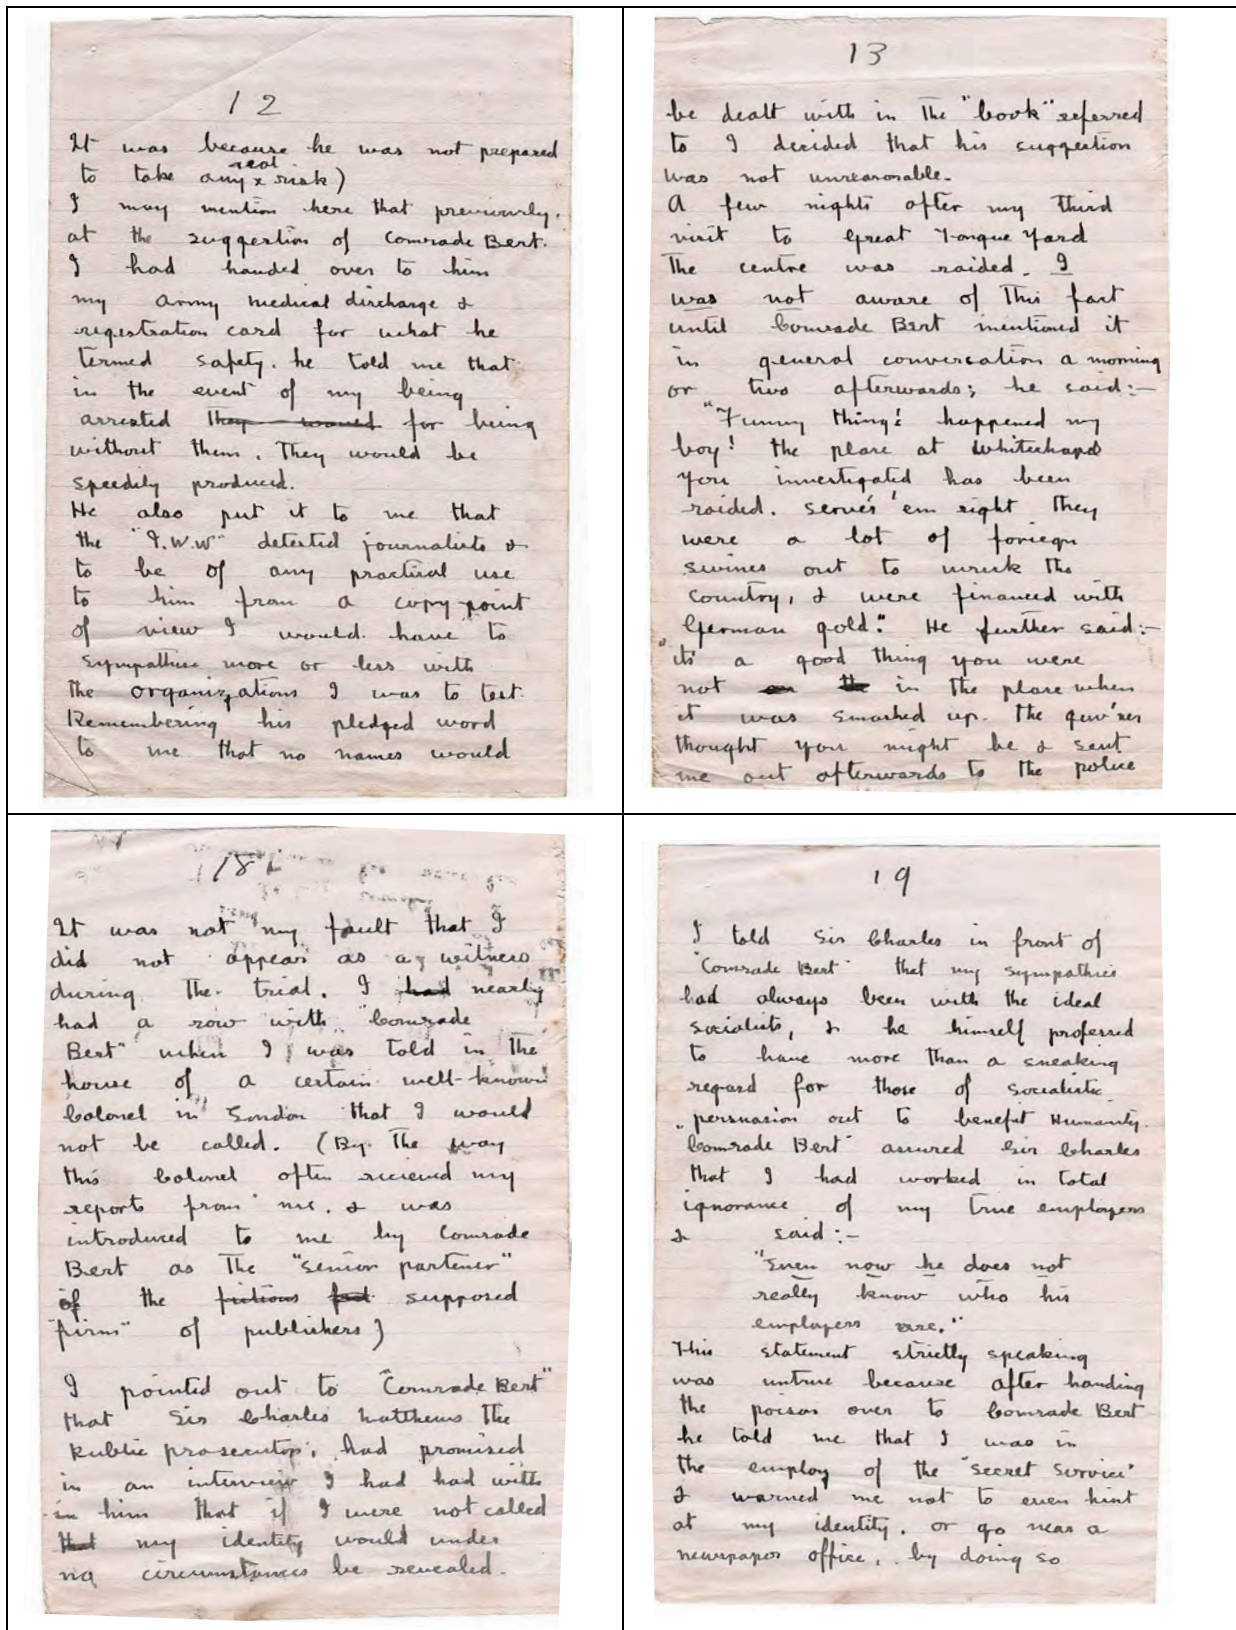 12
It was because he was not prepared
to take any x real risk)
I may mention here that previously,
at the suggestion of Comrade Bert.
I had handed over to him
my army medical discharge &
registration card for what he
termed safety. he told me that
in the event of my being
arrested they would for being
without them. They would be
speedily produced.
He also put it to me that
the "I.W.W" detested journalists &
to be of any practical use
to him from a copy-point
of view I would have to
sympathise more or less with
the organizations I was to test.
Remembering his pledged word
to me that no names would
13
be dealt with in the "book" referred
to I decided that his suggestion
was not unreasonable.
A few nights after my third
visit to Great Tongue Yard
the centre was raided. I
was not aware of this fact
until Comrade Bert mentioned it
in general conversation a morning
or two afterwards; he said:-
"Funny thing! happened my
boy! the place at Whitechapel
you investigated has been
raided. serves 'em right they
were a lot of foriegn
swines out to wreck the
country, & were financed with
German gold." He further said:-
"its a good thing you were
not on the in the place when
it was smashed up. the guv'ner
thought you might be & sent
me out afterwards to the police
18
It was not my fault that I
did not appear as a witness
during the trial. I had nearly
had a row with "Comrade
Bert" when I was told in the
house of a certain well-known
Colonel in London that I would
not be called. (By the way
this Colonel often recieved my
reports from me. & was
introduced to me by Comrade
Bert as the "senior partener"
of the fictious supposed
"firm" of publishers)
I pointed out to "Comrade Bert"
that Sir Charles Matthews the
Public prosecutor, had promised
in an interview I had had with
him that if I were not called
that my identity would under
no circumstances be revealed.
19
I told Sir Charles in front of
"Comrade Bert" that my sympathies
had always been with the ideal
socialists, & he himself proferred
to have more than a sneaking
regard for those of socialistic
persuasion out to benefit Humanity.
"Comrade Bert" assured Sir Charles
that I had worked in total
ignorance of my true employers
& said:-
"Even now he does not
really know who his
employers are."
This statement strictly speaking
was untrue because after handing
the poison over to Comrade Bert
he told me that I was in
the employ of the "Secret Service"
& warned me not to even hint
at my identity. or go near a
newspaper office, by doing so